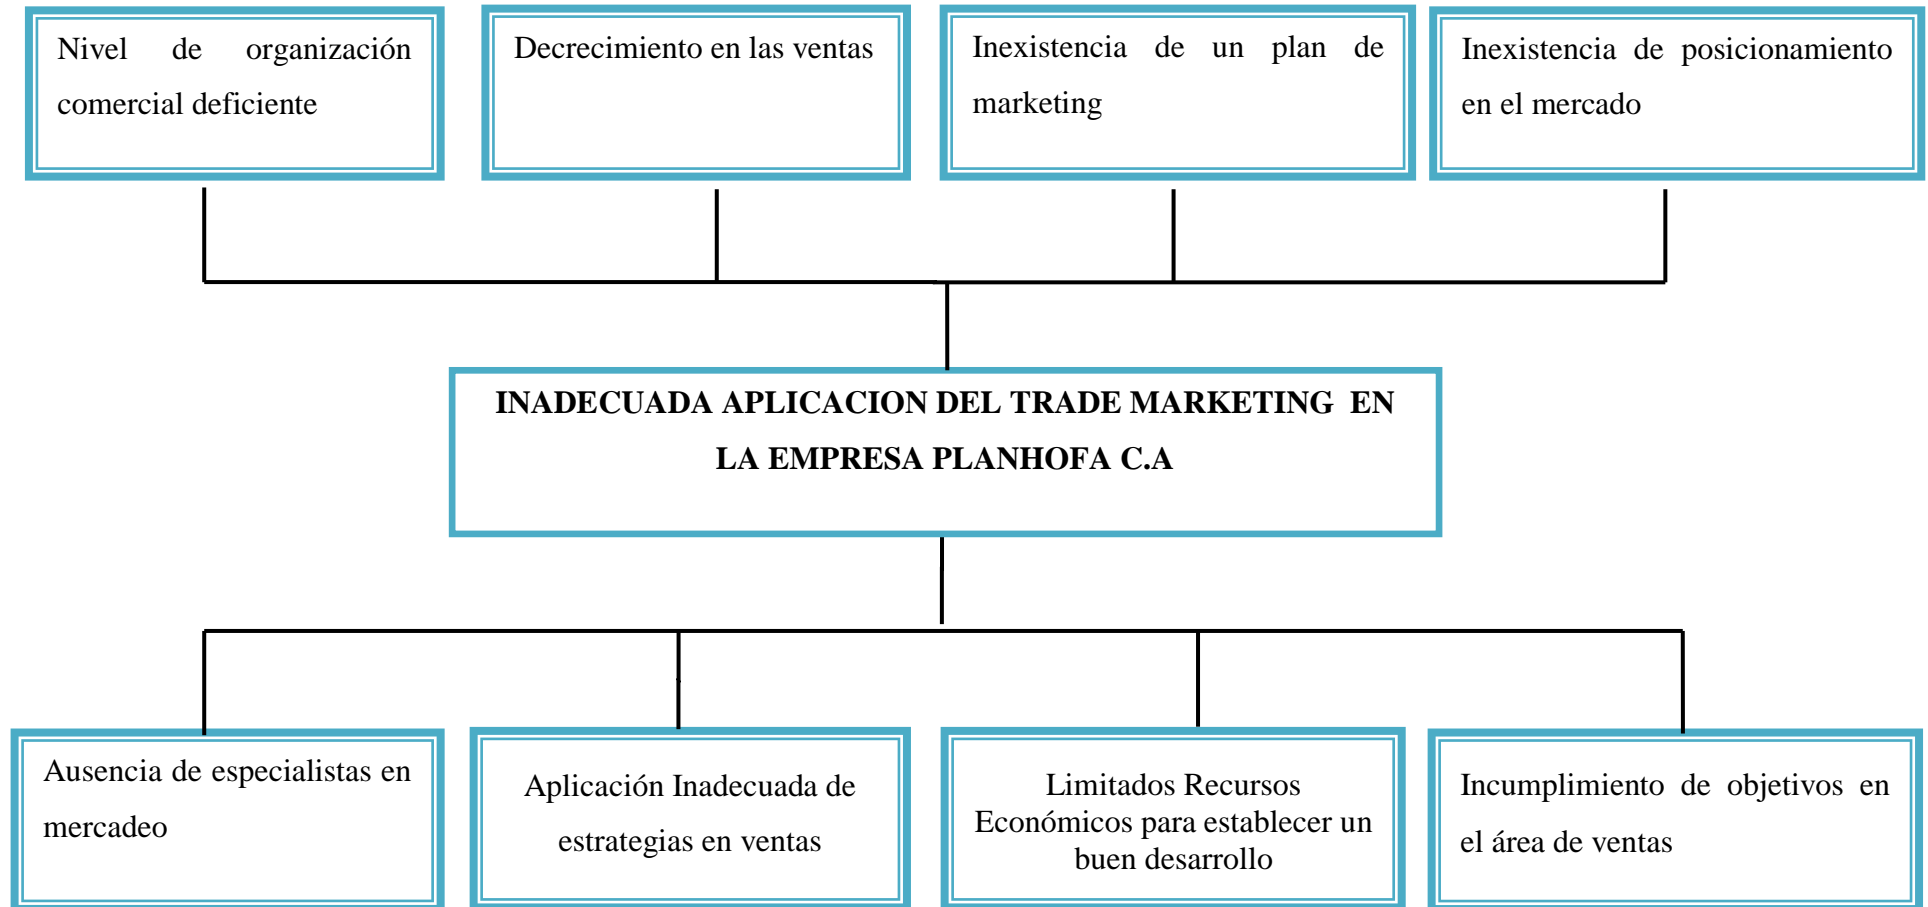 Nivel de organización
comercial deficiente
Decrecimiento en las ventas
Inexistencia de un plan de
marketing
Inexistencia de posicionamiento
en el mercado
INADECUADA APLICACION DEL TRADE MARKETING EN
LA EMPRESA PLANHOFA C.A
Ausencia de especialistas en
mercadeo
Aplicación Inadecuada de
estrategias en ventas
Limitados Recursos
Económicos para establecer un
buen desarrollo
Incumplimiento de objetivos en
el área de ventas